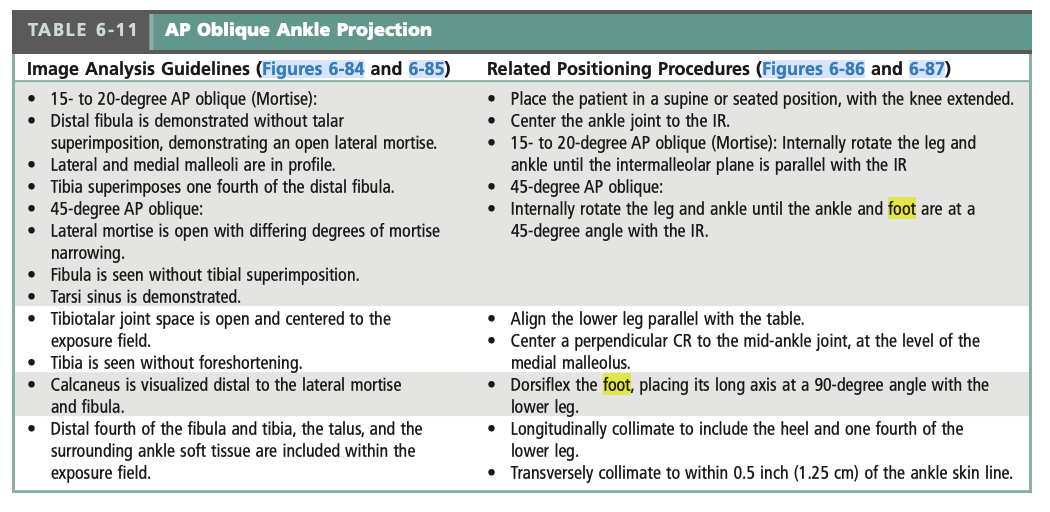 TABLE 6-11 AP Oblique Ankle Projection
Image Analysis Guidelines (Figures 6-84 and 6-85)
• 15- to 20-degree AP oblique (Mortise):
• Distal fibula is demonstrated without talar
superimposition, demonstrating an open lateral mortise.
• Lateral and medial malleoli are in profile.
• Tibia superimposes one fourth of the distal fibula.
• 45-degree AP oblique:
• Lateral mortise is open with differing degrees of mortise
narrowing.
• Fibula is seen without tibial superimposition.
• Tarsi sinus is demonstrated.
Related Positioning Procedures (Figures 6-86 and 6-87)
• Place the patient in a supine or seated position, with the knee extended.
• Center the ankle joint to the IR.
• 15- to 20-degree AP oblique (Mortise): Internally rotate the leg and
ankle until the intermalleolar plane is parallel with the IR
• 45-degree AP oblique:
• Internally rotate the leg and ankle until the ankle and foot are at a
45-degree angle with the IR.
• Tibiotalar joint space is open and centered to the
exposure field.
• Tibia is seen without foreshortening.
• Align the lower leg parallel with the table.
• Center a perpendicular CR to the mid-ankle joint, at the level of the
medial malleolus.
• Calcaneus is visualized distal to the lateral mortise
and fibula.
• Dorsiflex the foot, placing its long axis at a 90-degree angle with the
lower leg.
• Distal fourth of the fibula and tibia, the talus, and the
surrounding ankle soft tissue are included within the
exposure field.
• Longitudinally collimate to include the heel and one fourth of the
lower leg.
• Transversely collimate to within 0.5 inch (1.25 cm) of the ankle skin line.